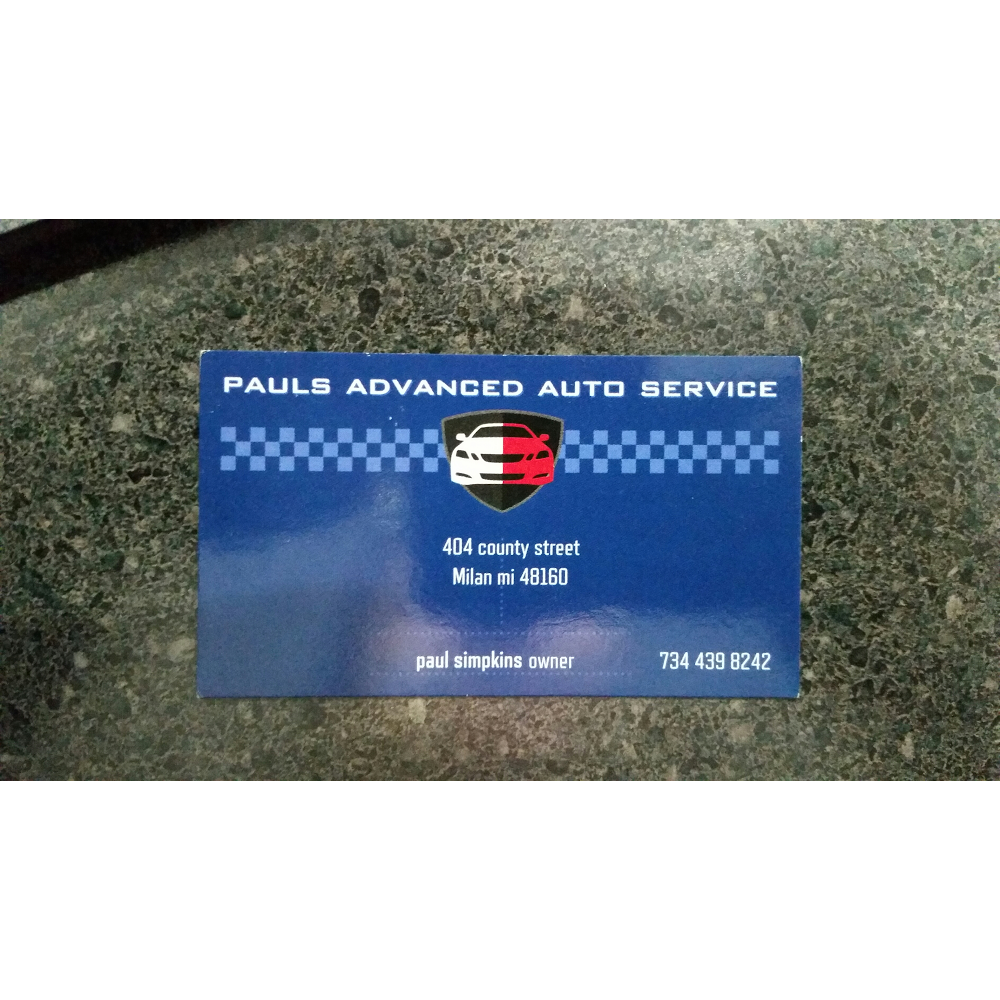 PAULS ADVANCED AUTO SERVICE
404 county street
Milan mi 48160
paul simpkins owner
734 439 8242